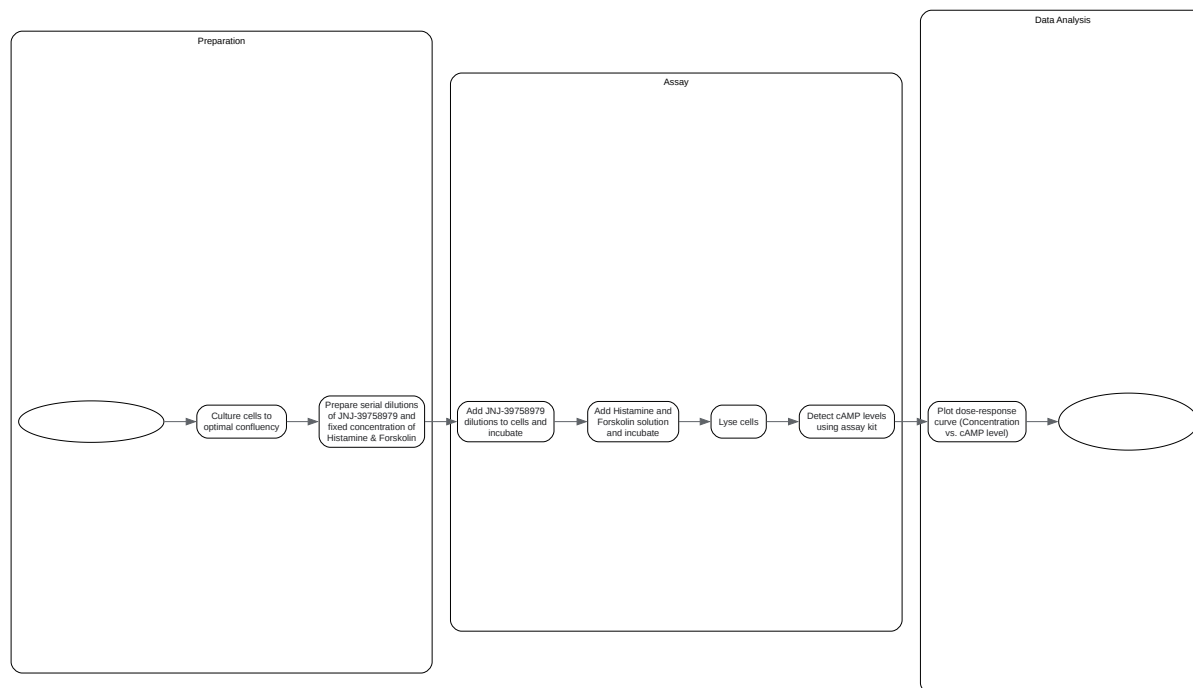 Preparation
Culture cells to
optimal confluency
Prepare serial dilutions
of JNJ-39758979 and
fixed concentration of
Histamine & Forskolin
Assay
Add JNJ-39758979
dilutions to cells and
incubate
Add Histamine and
Forskolin solution
and incubate
Lyse cells
Detect cAMP levels
using assay kit
Data Analysis
Plot dose-response
curve (Concentration
vs. cAMP level)